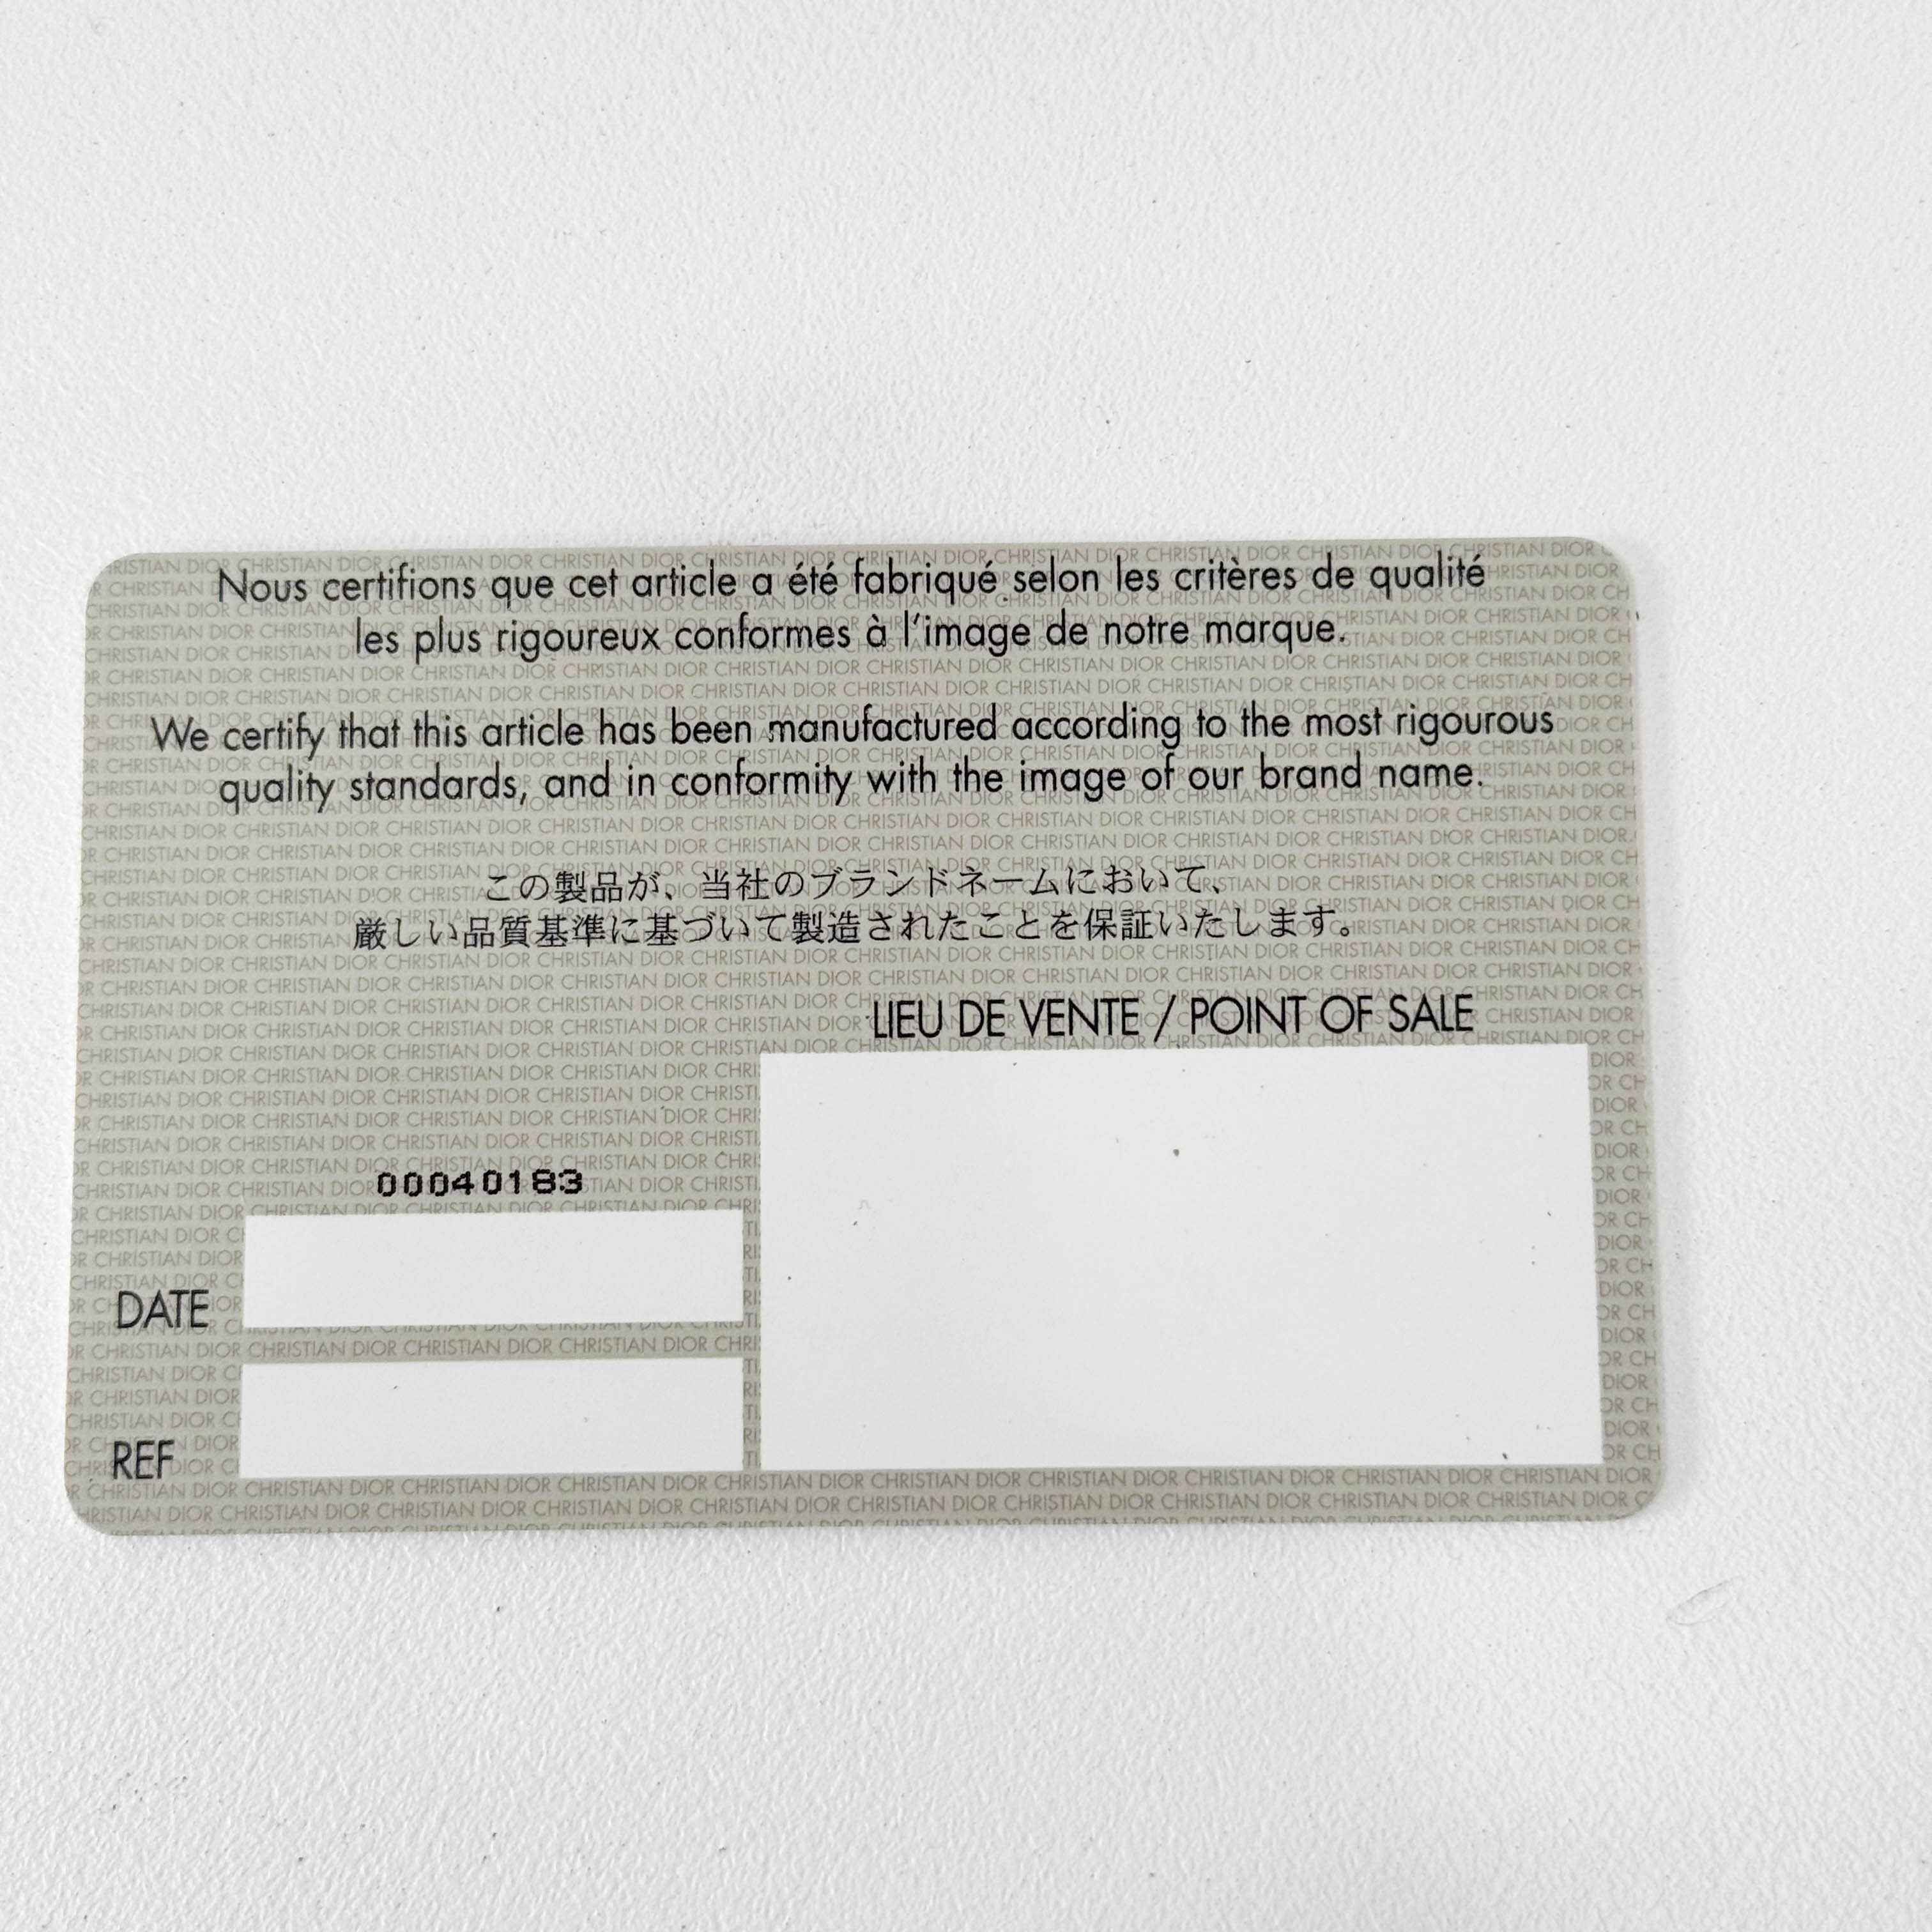 Nous certifions que cet article a été fabriqué selon les critères de qualité
les plus rigoureux conformes à l'image de notre marque.
We certify that this article has been manufactured according to the most rigourous
quality standards, and in conformity with the image of our brand name.
この製品が、当社のブランドネームにおいて、
厳しい品質基準に基づいて製造されたことを保証いたします。
LIEU DE VENTE / POINT OF SALE
00040183
DATE
REF